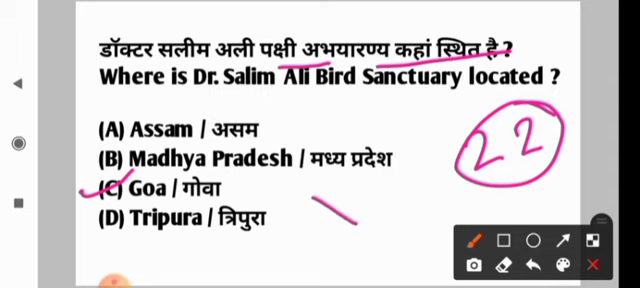 डॉक्टर सलीम अली पक्षी अभयारण्य कहां स्थित है ?
Where is Dr. Salim Ali Bird Sanctuary located ?
(A) Assam / असम
(B) Madhya Pradesh / मध्य प्रदेश
(C) Goa / गोवा
(D) Tripura / त्रिपुरा
22